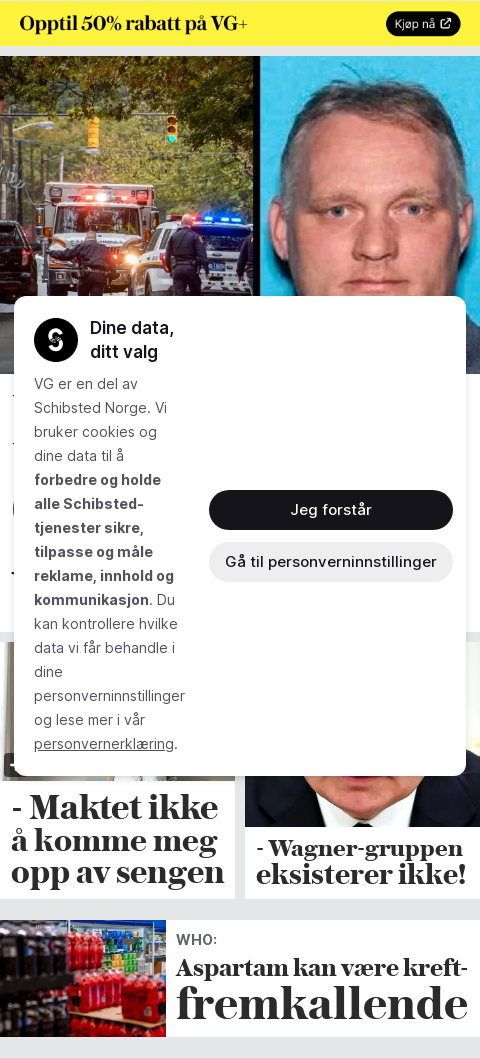 Opptil 50% rabatt på VG+
Kjøp nå
Dine data,
ditt valg
VG er en del av
Schibsted Norge. Vi
bruker cookies og
dine data til å
forbedre og holde
alle Schibsted-
tjenester sikre,
tilpasse og måle
reklame, innhold og
kommunikasjon. Du
kan kontrollere hvilke
data vi får behandle i
dine
personverninnstillinger
og lese mer i vår
personvernerklæring.
Jeg forstår
Gå til personverninnstillinger
- Maktet ikke
å komme meg
opp av sengen
- Wagner-gruppen
eksisterer ikke!
WHO:
Aspartam kan være kreft-
fremkallende